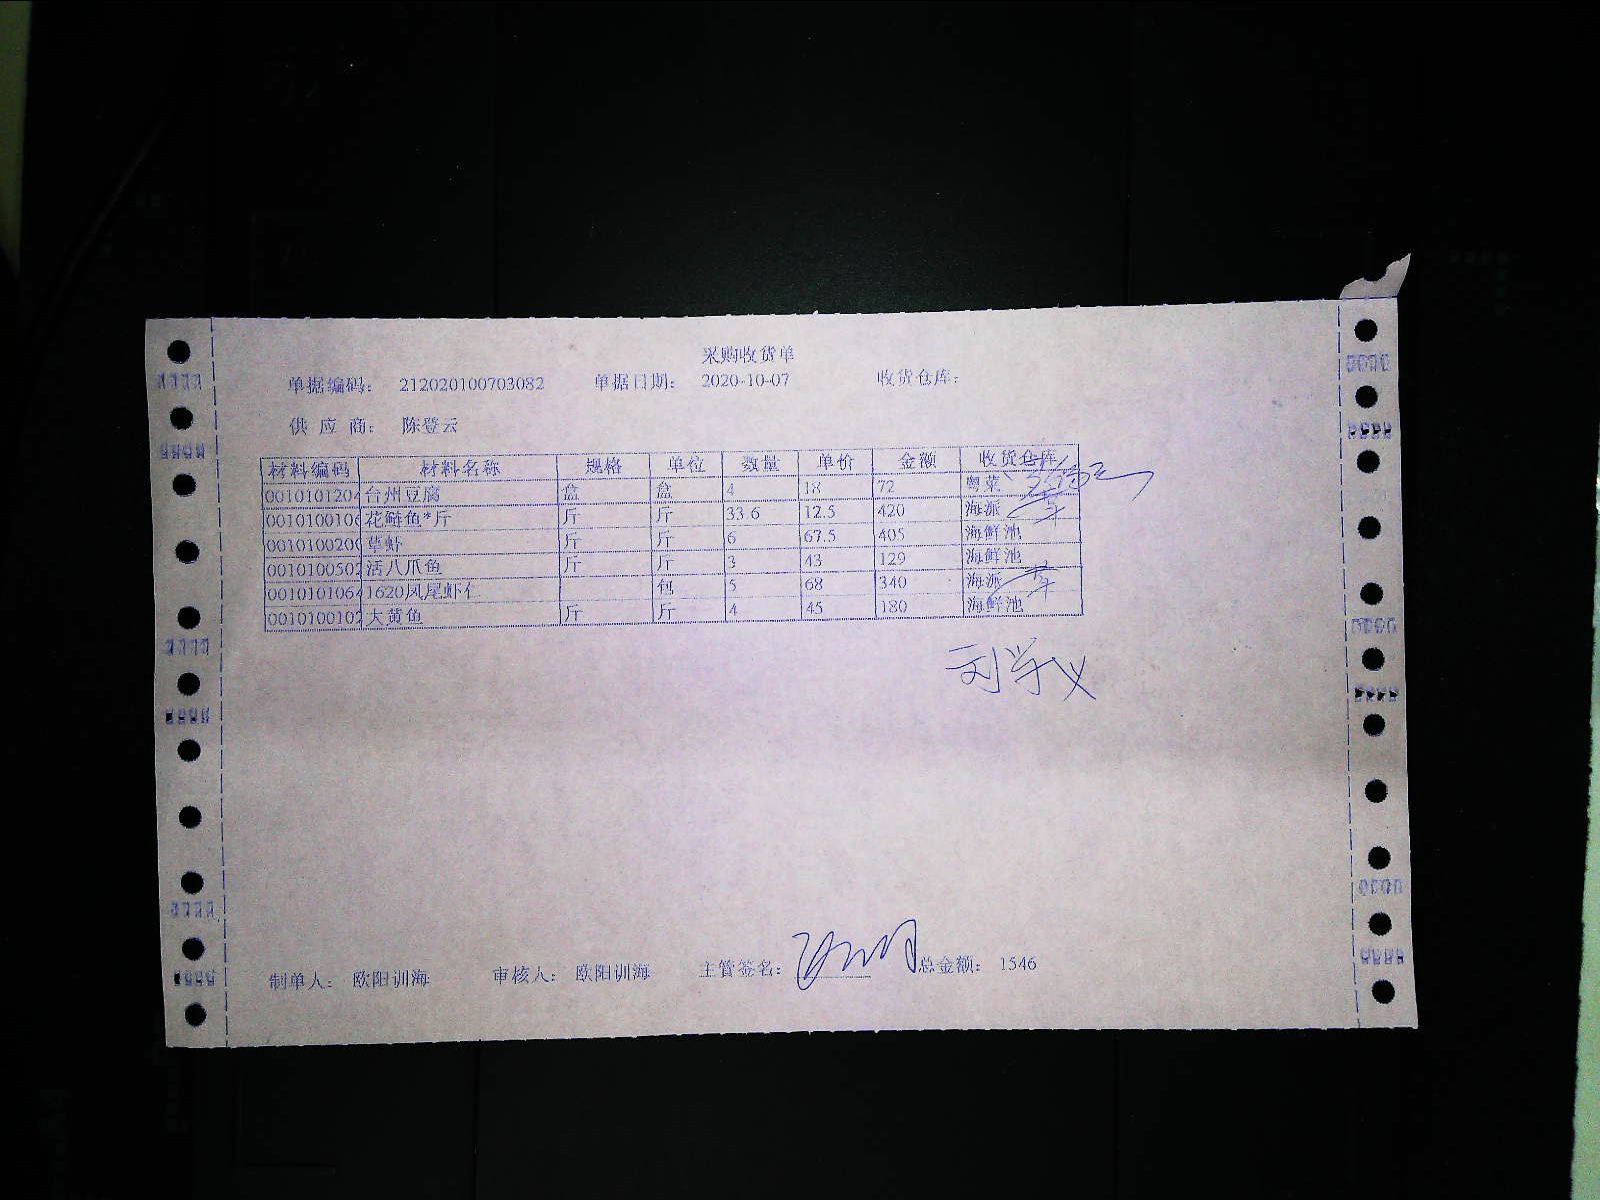 采购收货单
单据编码： 212020100703082 单据日期： 2020-10-07 收货仓库：
供 应 商： 陈登云
材料编码 材料名称 规格 单位 数量 单价 金额 收货仓库
0010101204 台州豆腐 盒 盒 4 18 72 粤菜
001010010 花鲢鱼*斤 斤 斤 33.6 12.5 420 海派
001010020 草虾 斤 斤 6 67.5 405 海鲜池
001010050 活八爪鱼 斤 斤 3 43 129 海鲜池
001010106 1620凤尾虾仁 包 5 68 340 海派
001010010 大黄鱼 斤 斤 4 45 180 海鲜池
刘学义
制单人： 欧阳训海 审核人： 欧阳训海 主管签名： 总金额： 1546